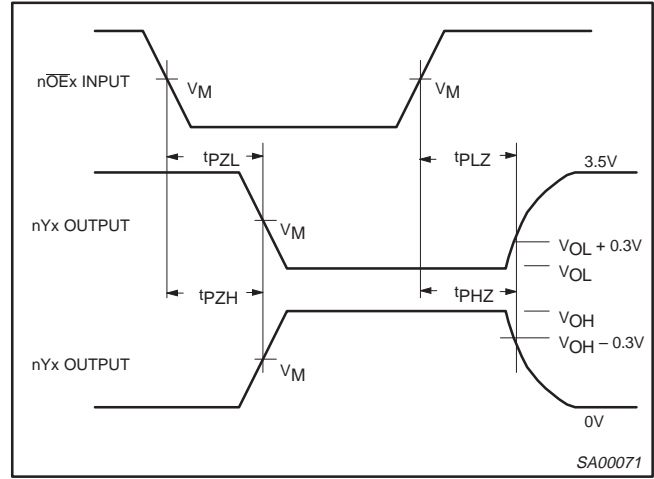 nO̅E̅x INPUT
VM
VM
tPZL
tPLZ
3.5V
nYx OUTPUT
VM
VOL + 0.3V
VOL
tPZH
tPHZ
VOH
VOH – 0.3V
nYx OUTPUT
VM
0V
SA00071